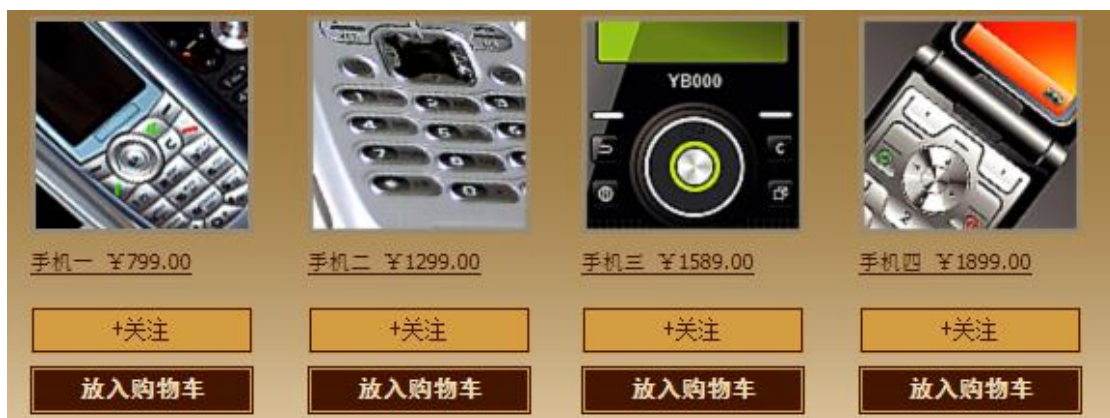 YB000
手机一 ¥799.00
手机二 ¥1299.00
手机三 ¥1589.00
手机四 ¥1899.00
+关注
+关注
+关注
+关注
放入购物车
放入购物车
放入购物车
放入购物车